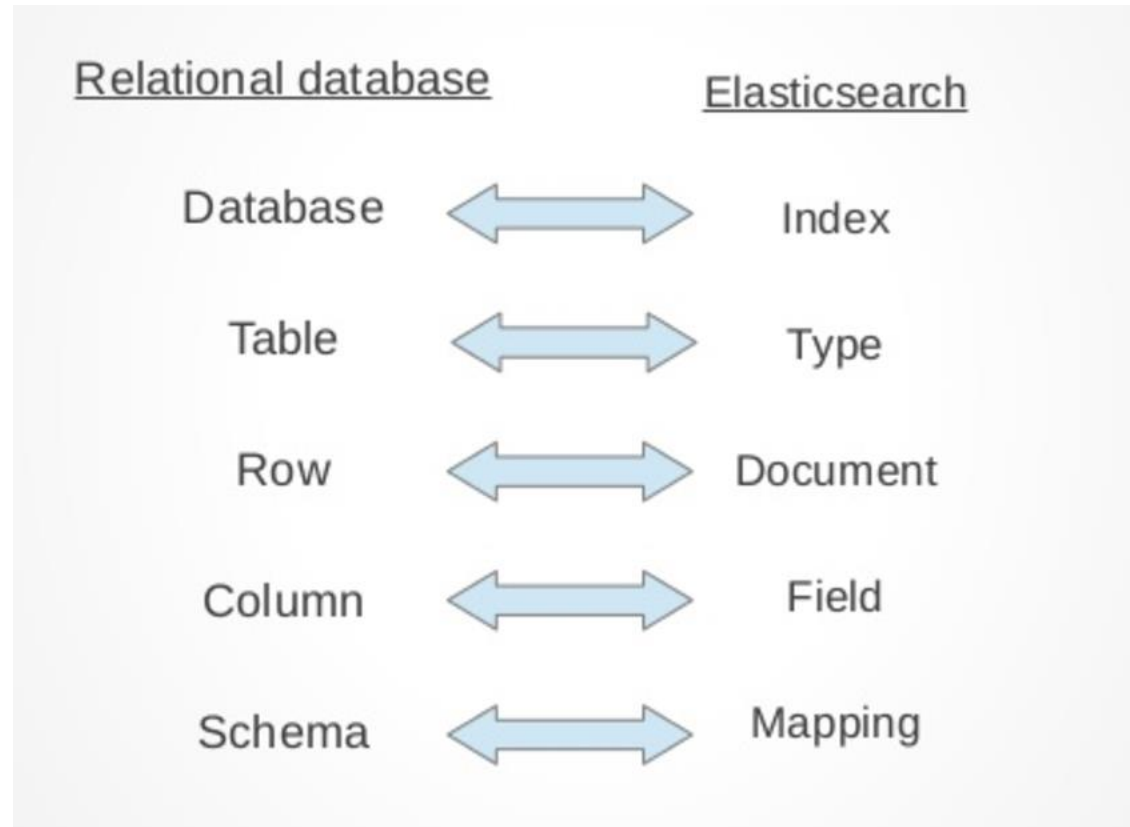 Relational database
Elasticsearch
Database
Index
Table
Type
Row
Document
Column
Field
Schema
Mapping